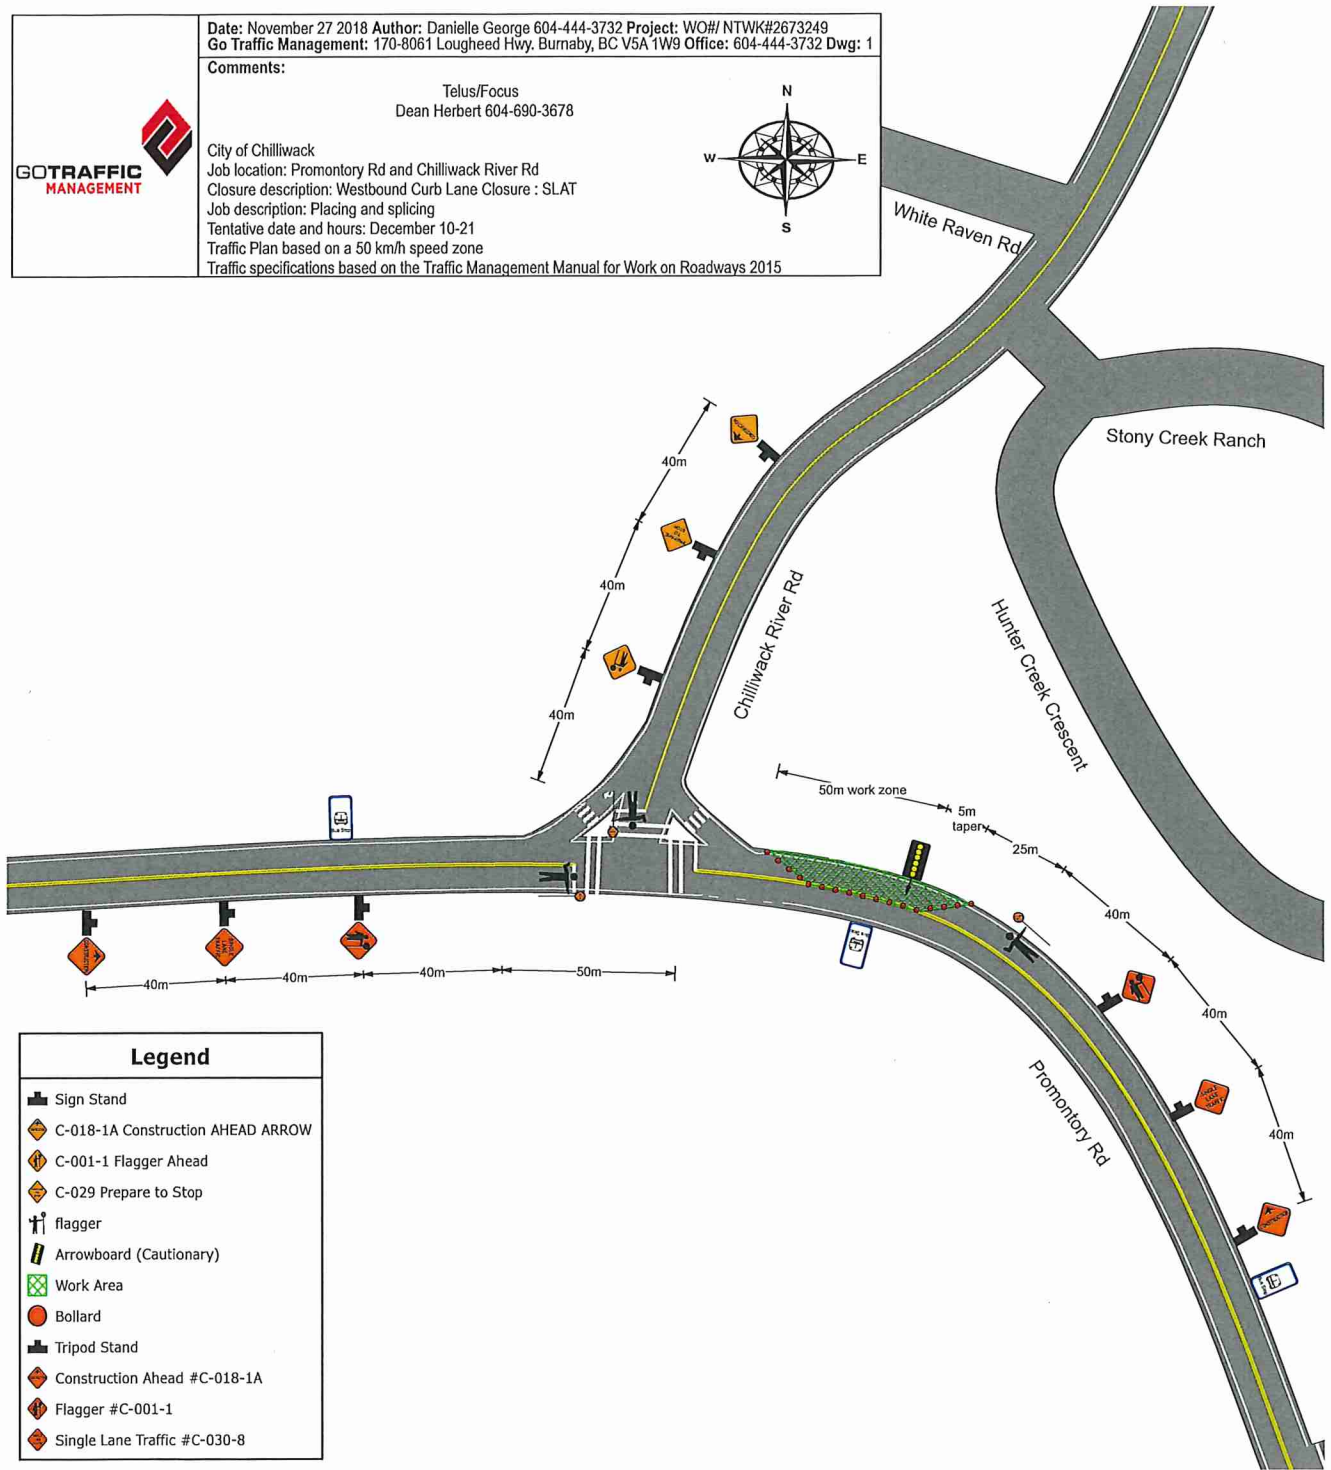 Date: November 27 2018 Author: Danielle George 604-444-3732 Project: WO#/ NTWK#2673249
Go Traffic Management: 170-8061 Lougheed Hwy. Burnaby, BC V5A 1W9 Office: 604-444-3732 Dwg: 1
Comments:
Telus/Focus
Dean Herbert 604-690-3678
GOTRAFFIC
MANAGEMENT
City of Chilliwack
Job location: Promontory Rd and Chilliwack River Rd
Closure description: Westbound Curb Lane Closure : SLAT
Job description: Placing and splicing
Tentative date and hours: December 10-21
Traffic Plan based on a 50 km/h speed zone
Traffic specifications based on the Traffic Management Manual for Work on Roadways 2015
N
W
E
S
White Raven Rd
Stony Creek Ranch
40m
40m
40m
Chilliwack River Rd
Hunter Creek Crescent
50m work zone
5m
taper
25m
40m
40m
40m
Promontory Rd
CONSTRUCTION
SINGLE
LANE
TRAFFIC
40m
40m
40m
50m
SINGLE
LANE
TRAFFIC
Legend
Sign Stand
C-018-1A Construction AHEAD ARROW
C-001-1 Flagger Ahead
C-029 Prepare to Stop
flagger
Arrowboard (Cautionary)
Work Area
Bollard
Tripod Stand
Construction Ahead #C-018-1A
Flagger #C-001-1
Single Lane Traffic #C-030-8